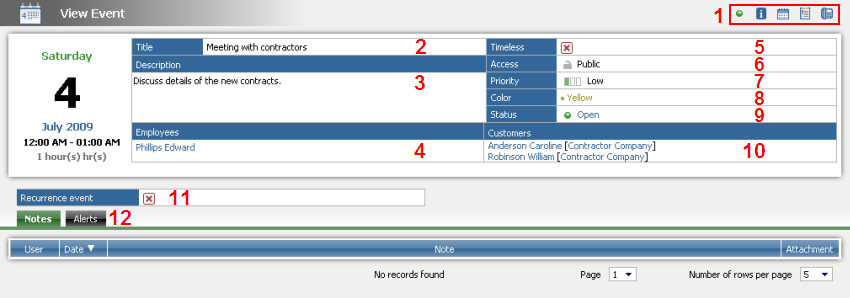 4 View Event 1
Saturday
4
July 2009
12:00 AM - 01:00 AM
1 hour(s) hr(s)
Title Meeting with contractors 2
Description
Discuss details of the new contracts. 3
Timeless 5
Access Public 6
Priority Low 7
Color • Yellow 8
Status Open 9
Employees
Phillips Edward 4
Customers
Anderson Caroline [Contractor Company]
Robinson William [Contractor Company] 10
Recurrence event 11
Notes Alerts 12
User Date ▼ Note Attachment
No records found Page 1 ▼ Number of rows per page 5 ▼